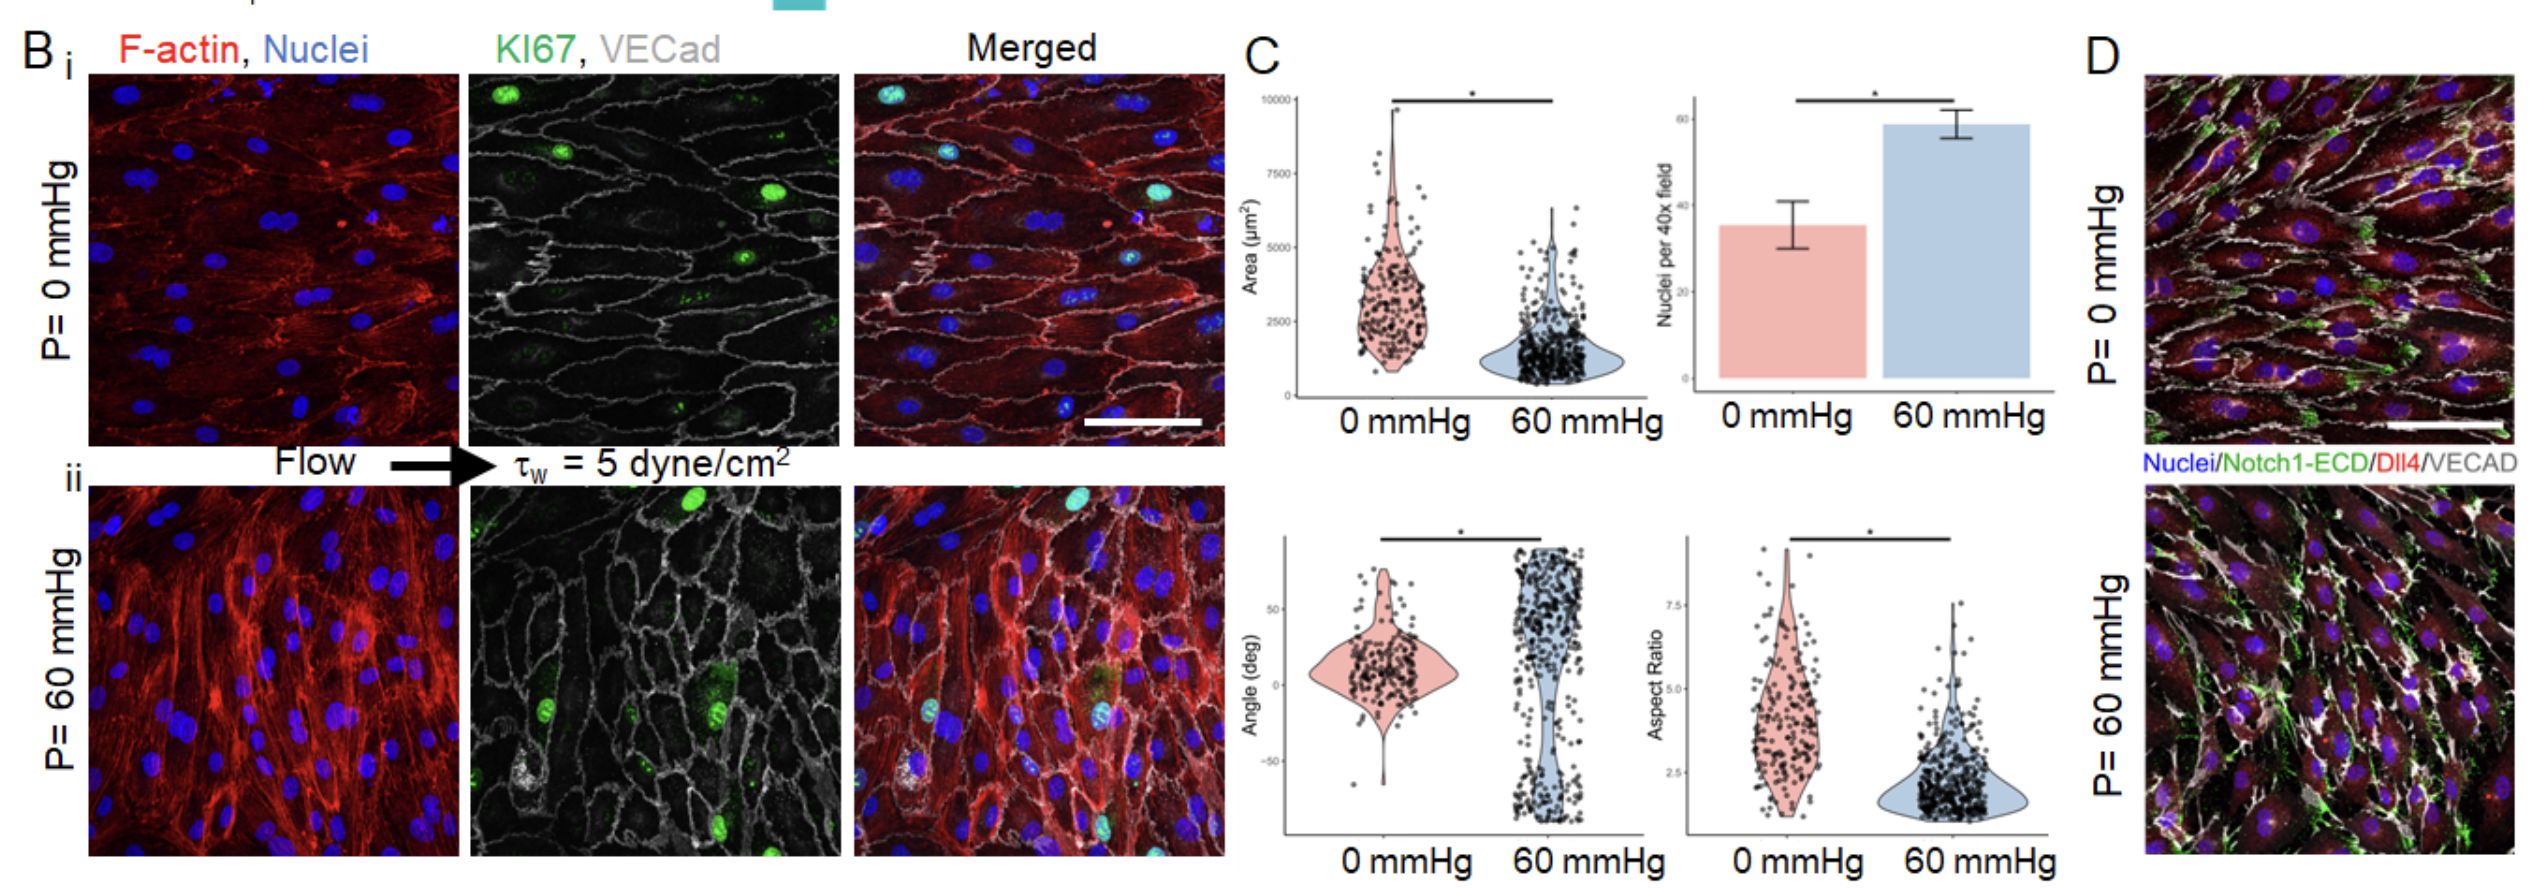 B i
F-actin, Nuclei
KI67, VECad
Merged
P= 0 mmHg
Flow
τw = 5 dyne/cm²
ii
P= 60 mmHg
C
*
10000
7500
5000
2500
0
Area (µm²)
0 mmHg 60 mmHg
*
60
40
20
0
Nuclei per 40x field
0 mmHg 60 mmHg
*
50
0
−50
Angle (deg)
0 mmHg 60 mmHg
*
7.5
5.0
2.5
Aspect Ratio
0 mmHg 60 mmHg
D
P= 0 mmHg
Nuclei/Notch1-ECD/Dll4/VECAD
P= 60 mmHg